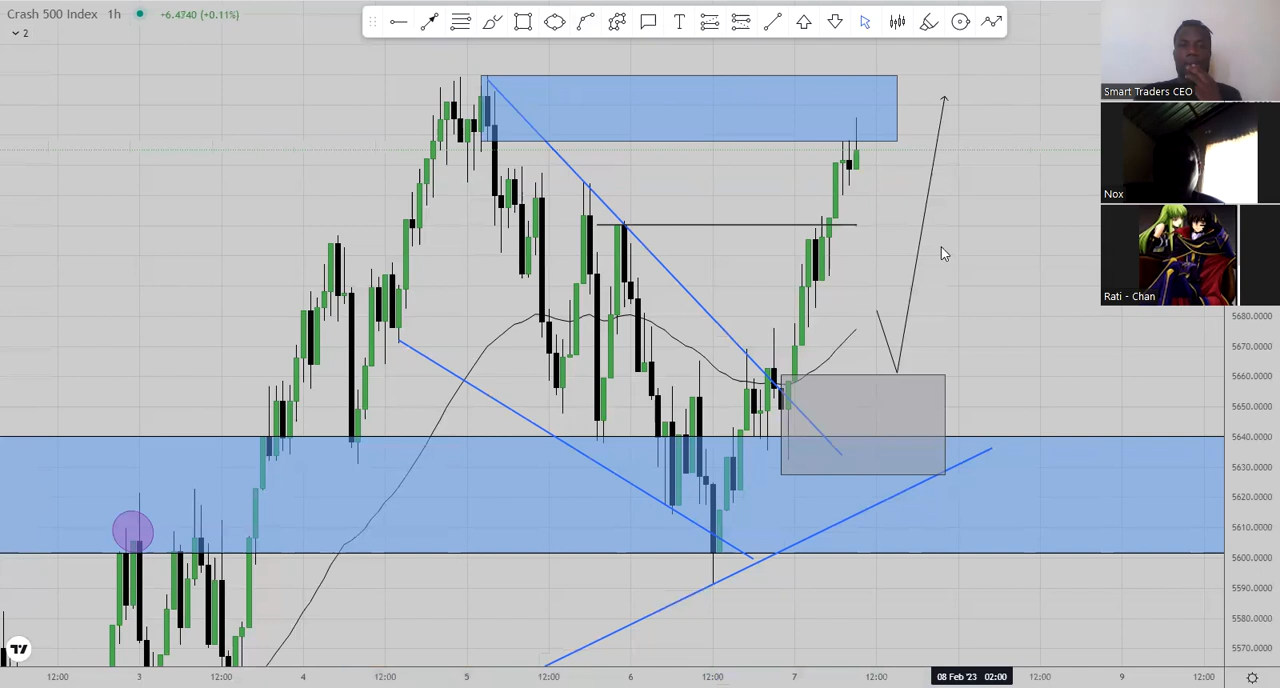 Crash 500 Index 1h +6.4740 (+0.11%)
2
T
Smart Traders CEO
Nox
Rati - Chan
5680.0000
5670.0000
5660.0000
5650.0000
5640.0000
5630.0000
5620.0000
5610.0000
5600.0000
5590.0000
5580.0000
5570.0000
12:00 3 12:00 4 12:00 5 12:00 6 12:00 7 12:00 08 Feb '23 02:00 12:00 9 12:00